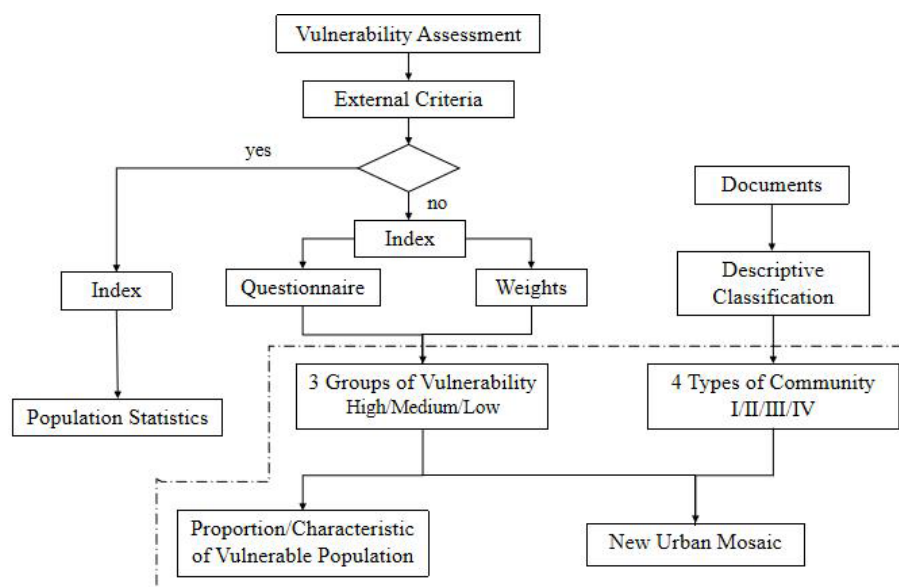 Vulnerability Assessment
External Criteria
yes
no
Documents
Index
Index
Questionnaire
Weights
Descriptive
Classification
3 Groups of Vulnerability
High/Medium/Low
4 Types of Community
I/II/III/IV
Population Statistics
Proportion/Characteristic
of Vulnerable Population
New Urban Mosaic